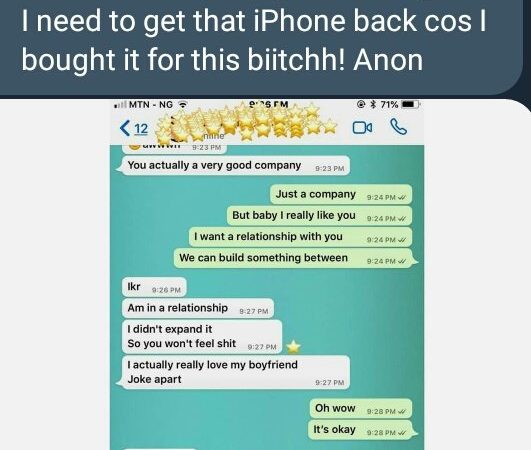 I need to get that iPhone back cos I
bought it for this biitchh! Anon
MTN - NG
71%
12
9:23 PM
You actually a very good company 9:23 PM
Just a company 9:24 PM
But baby I really like you 9:24 PM
I want a relationship with you 9:24 PM
We can build something between 9:24 PM
Ikr 9:26 PM
Am in a relationship 9:27 PM
I didn't expand it
So you won't feel shit 9:27 PM
I actually really love my boyfriend
Joke apart 9:27 PM
Oh wow 9:28 PM
It's okay 9:28 PM